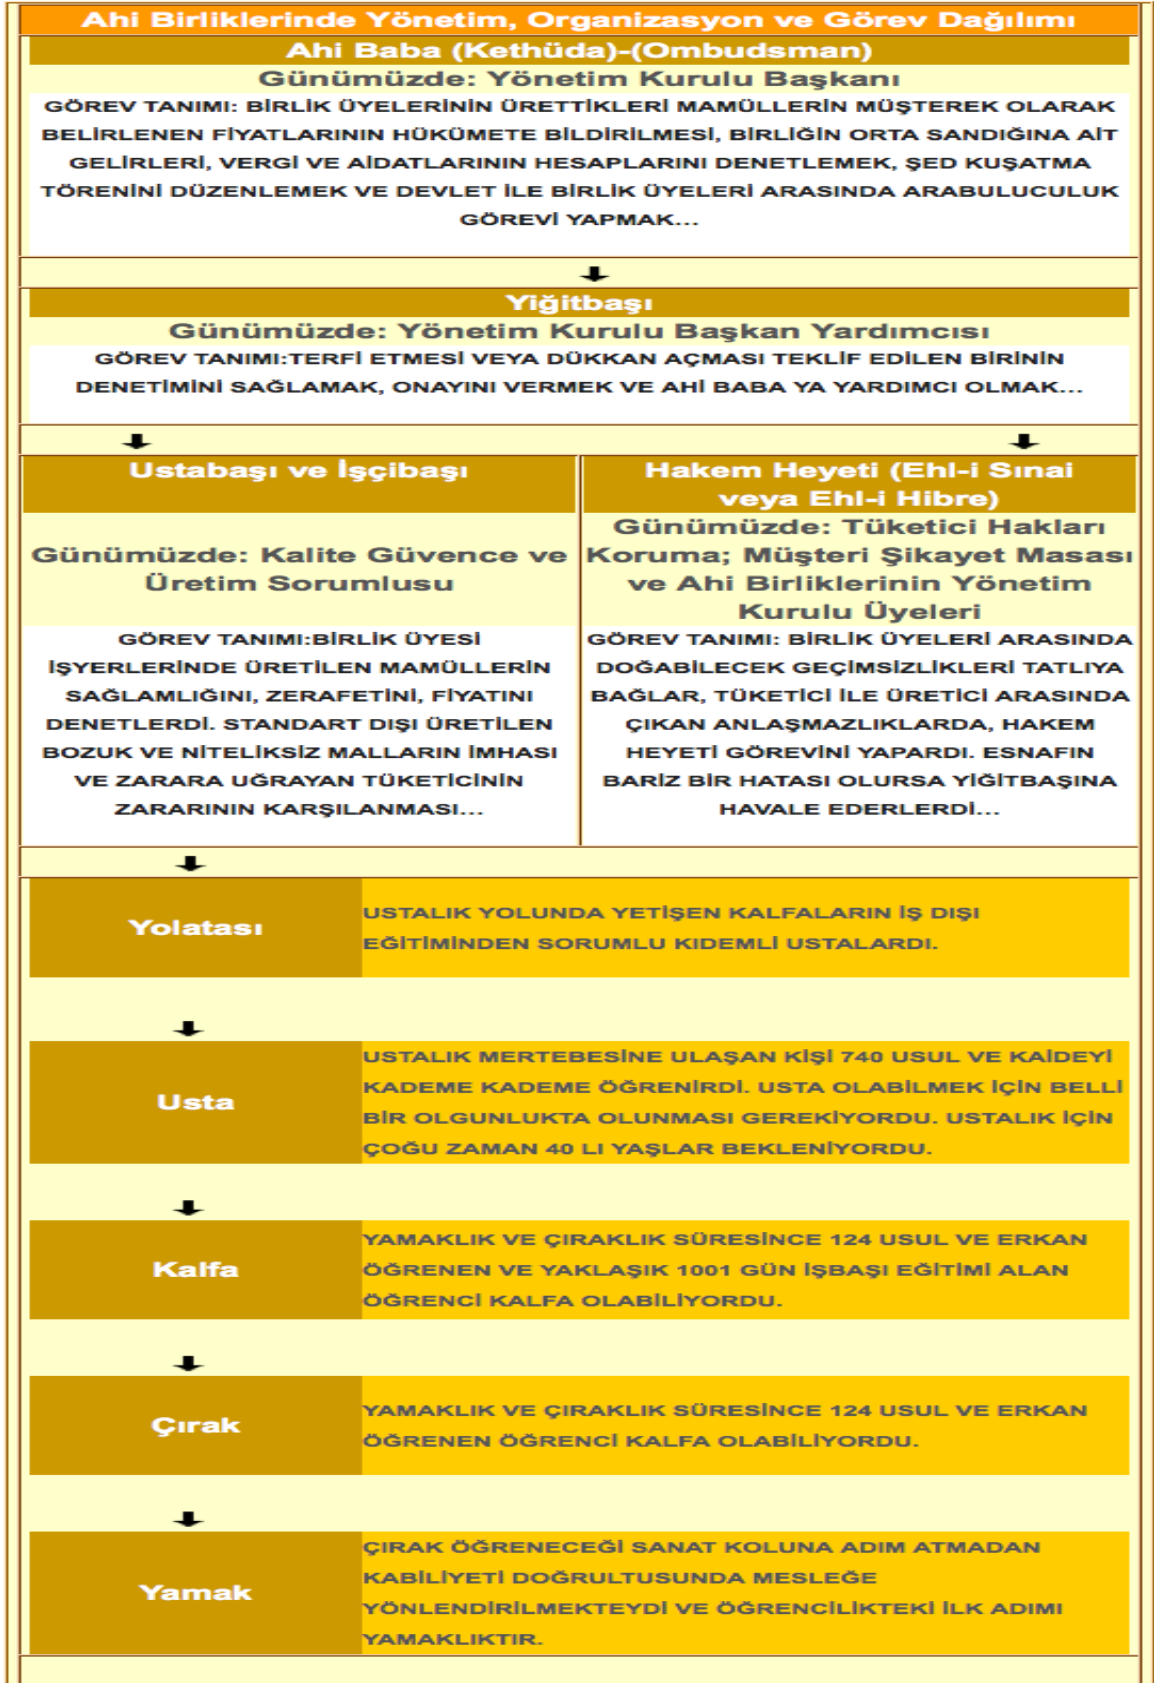 Ahi Birliklerinde Yönetim, Organizasyon ve Görev Dağılımı
Ahi Baba (Kethüda)-(Ombudsman)
Günümüzde: Yönetim Kurulu Başkanı
GÖREV TANIMI: BİRLİK ÜYELERİNİN ÜRETTİKLERİ MAMÜLLERİN MÜŞTEREK OLARAK
BELİRLENEN FİYATLARININ HÜKÜMETE BİLDİRİLMESİ, BİRLİĞİN ORTA SANDIĞINA AİT
GELİRLERİ, VERGİ VE AİDATLARININ HESAPLARINI DENETLEMEK, ŞED KUŞATMA
TÖRENİNİ DÜZENLEMEK VE DEVLET İLE BİRLİK ÜYELERİ ARASINDA ARABULUCULUK
GÖREVİ YAPMAK...
Yiğitbaşı
Günümüzde: Yönetim Kurulu Başkan Yardımcısı
GÖREV TANIMI:TERFİ ETMESİ VEYA DÜKKAN AÇMASI TEKLİF EDİLEN BİRİNİN
DENETİMİNİ SAĞLAMAK, ONAYINI VERMEK VE AHİ BABA YA YARDIMCI OLMAK...
Ustabaşı ve İşçibaşı
Günümüzde: Kalite Güvence ve
Üretim Sorumlusu
GÖREV TANIMI:BİRLİK ÜYESİ
İŞYERLERİNDE ÜRETİLEN MAMÜLLERİN
SAĞLAMLIĞINI, ZERAFETİNİ, FİYATINI
DENETLERDİ. STANDART DIŞI ÜRETİLEN
BOZUK VE NİTELİKSİZ MALLARIN İMHASI
VE ZARARA UĞRAYAN TÜKETİCİNİN
ZARARININ KARŞILANMASI...
Hakem Heyeti (Ehl-i Sınai
veya Ehl-i Hibre)
Günümüzde: Tüketici Hakları
Koruma; Müşteri Şikayet Masası
ve Ahi Birliklerinin Yönetim
Kurulu Üyeleri
GÖREV TANIMI: BİRLİK ÜYELERİ ARASINDA
DOĞABİLECEK GEÇİMSİZLİKLERİ TATLIYA
BAĞLAR, TÜKETİCİ İLE ÜRETİCİ ARASINDA
ÇIKAN ANLAŞMAZLIKLARDA, HAKEM
HEYETİ GÖREVİNİ YAPARDI. ESNAFIN
BARİZ BİR HATASI OLURSA YİĞİTBAŞINA
HAVALE EDERLERDİ...
Yolatası
USTALIK YOLUNDA YETİŞEN KALFALARIN İŞ DIŞI
EĞİTİMİNDEN SORUMLU KIDEMLİ USTALARDI.
Usta
USTALIK MERTEBESİNE ULAŞAN KİŞİ 740 USUL VE KAİDEYİ
KADEME KADEME ÖĞRENİRDİ. USTA OLABİLMEK İÇİN BELLİ
BİR OLGUNLUKTA OLUNMASI GEREKİYORDU. USTALIK İÇİN
ÇOĞU ZAMAN 40 LI YAŞLAR BEKLENİYORDU.
Kalfa
YAMAKLIK VE ÇIRAKLIK SÜRESİNCE 124 USUL VE ERKAN
ÖĞRENEN VE YAKLAŞIK 1001 GÜN İŞBAŞI EĞİTİMİ ALAN
ÖĞRENCİ KALFA OLABİLİYORDU.
Çırak
YAMAKLIK VE ÇIRAKLIK SÜRESİNCE 124 USUL VE ERKAN
ÖĞRENEN ÖĞRENCİ KALFA OLABİLİYORDU.
Yamak
ÇIRAK ÖĞRENECEĞİ SANAT KOLUNA ADIM ATMADAN
KABİLİYETİ DOĞRULTUSUNDA MESLEĞE
YÖNLENDİRİLMEKTEYDİ VE ÖĞRENCİLİKTEKİ İLK ADIMI
YAMAKLIKTIR.